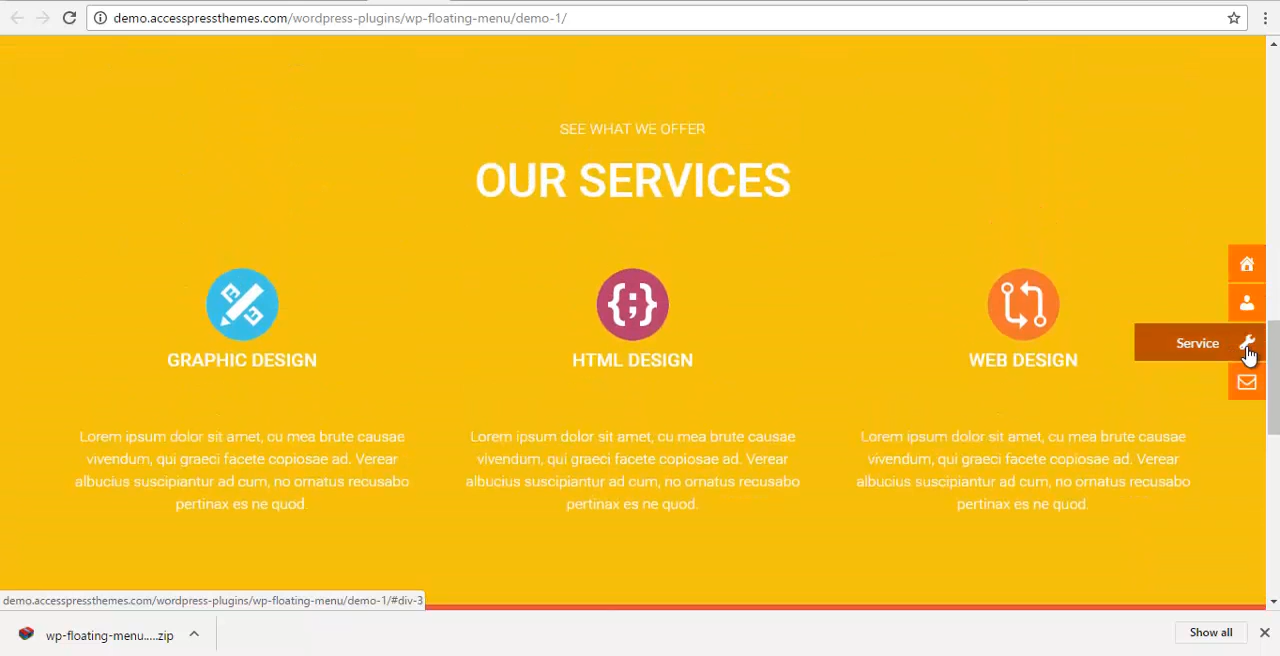 demo.accesspressthemes.com/wordpress-plugins/wp-floating-menu/demo-1/
SEE WHAT WE OFFER
OUR SERVICES
GRAPHIC DESIGN
Lorem ipsum dolor sit amet, cu mea brute causae
vivendum, qui graeci facete copiosae ad. Verear
albucius suscipiantur ad cum, no ornatus recusabo
pertinax es ne quod.
HTML DESIGN
Lorem ipsum dolor sit amet, cu mea brute causae
vivendum, qui graeci facete copiosae ad. Verear
albucius suscipiantur ad cum, no ornatus recusabo
pertinax es ne quod.
WEB DESIGN
Lorem ipsum dolor sit amet, cu mea brute causae
vivendum, qui graeci facete copiosae ad. Verear
albucius suscipiantur ad cum, no ornatus recusabo
pertinax es ne quod.
Service
demo.accesspressthemes.com/wordpress-plugins/wp-floating-menu/demo-1/#div-3
wp-floating-menu....zip
Show all